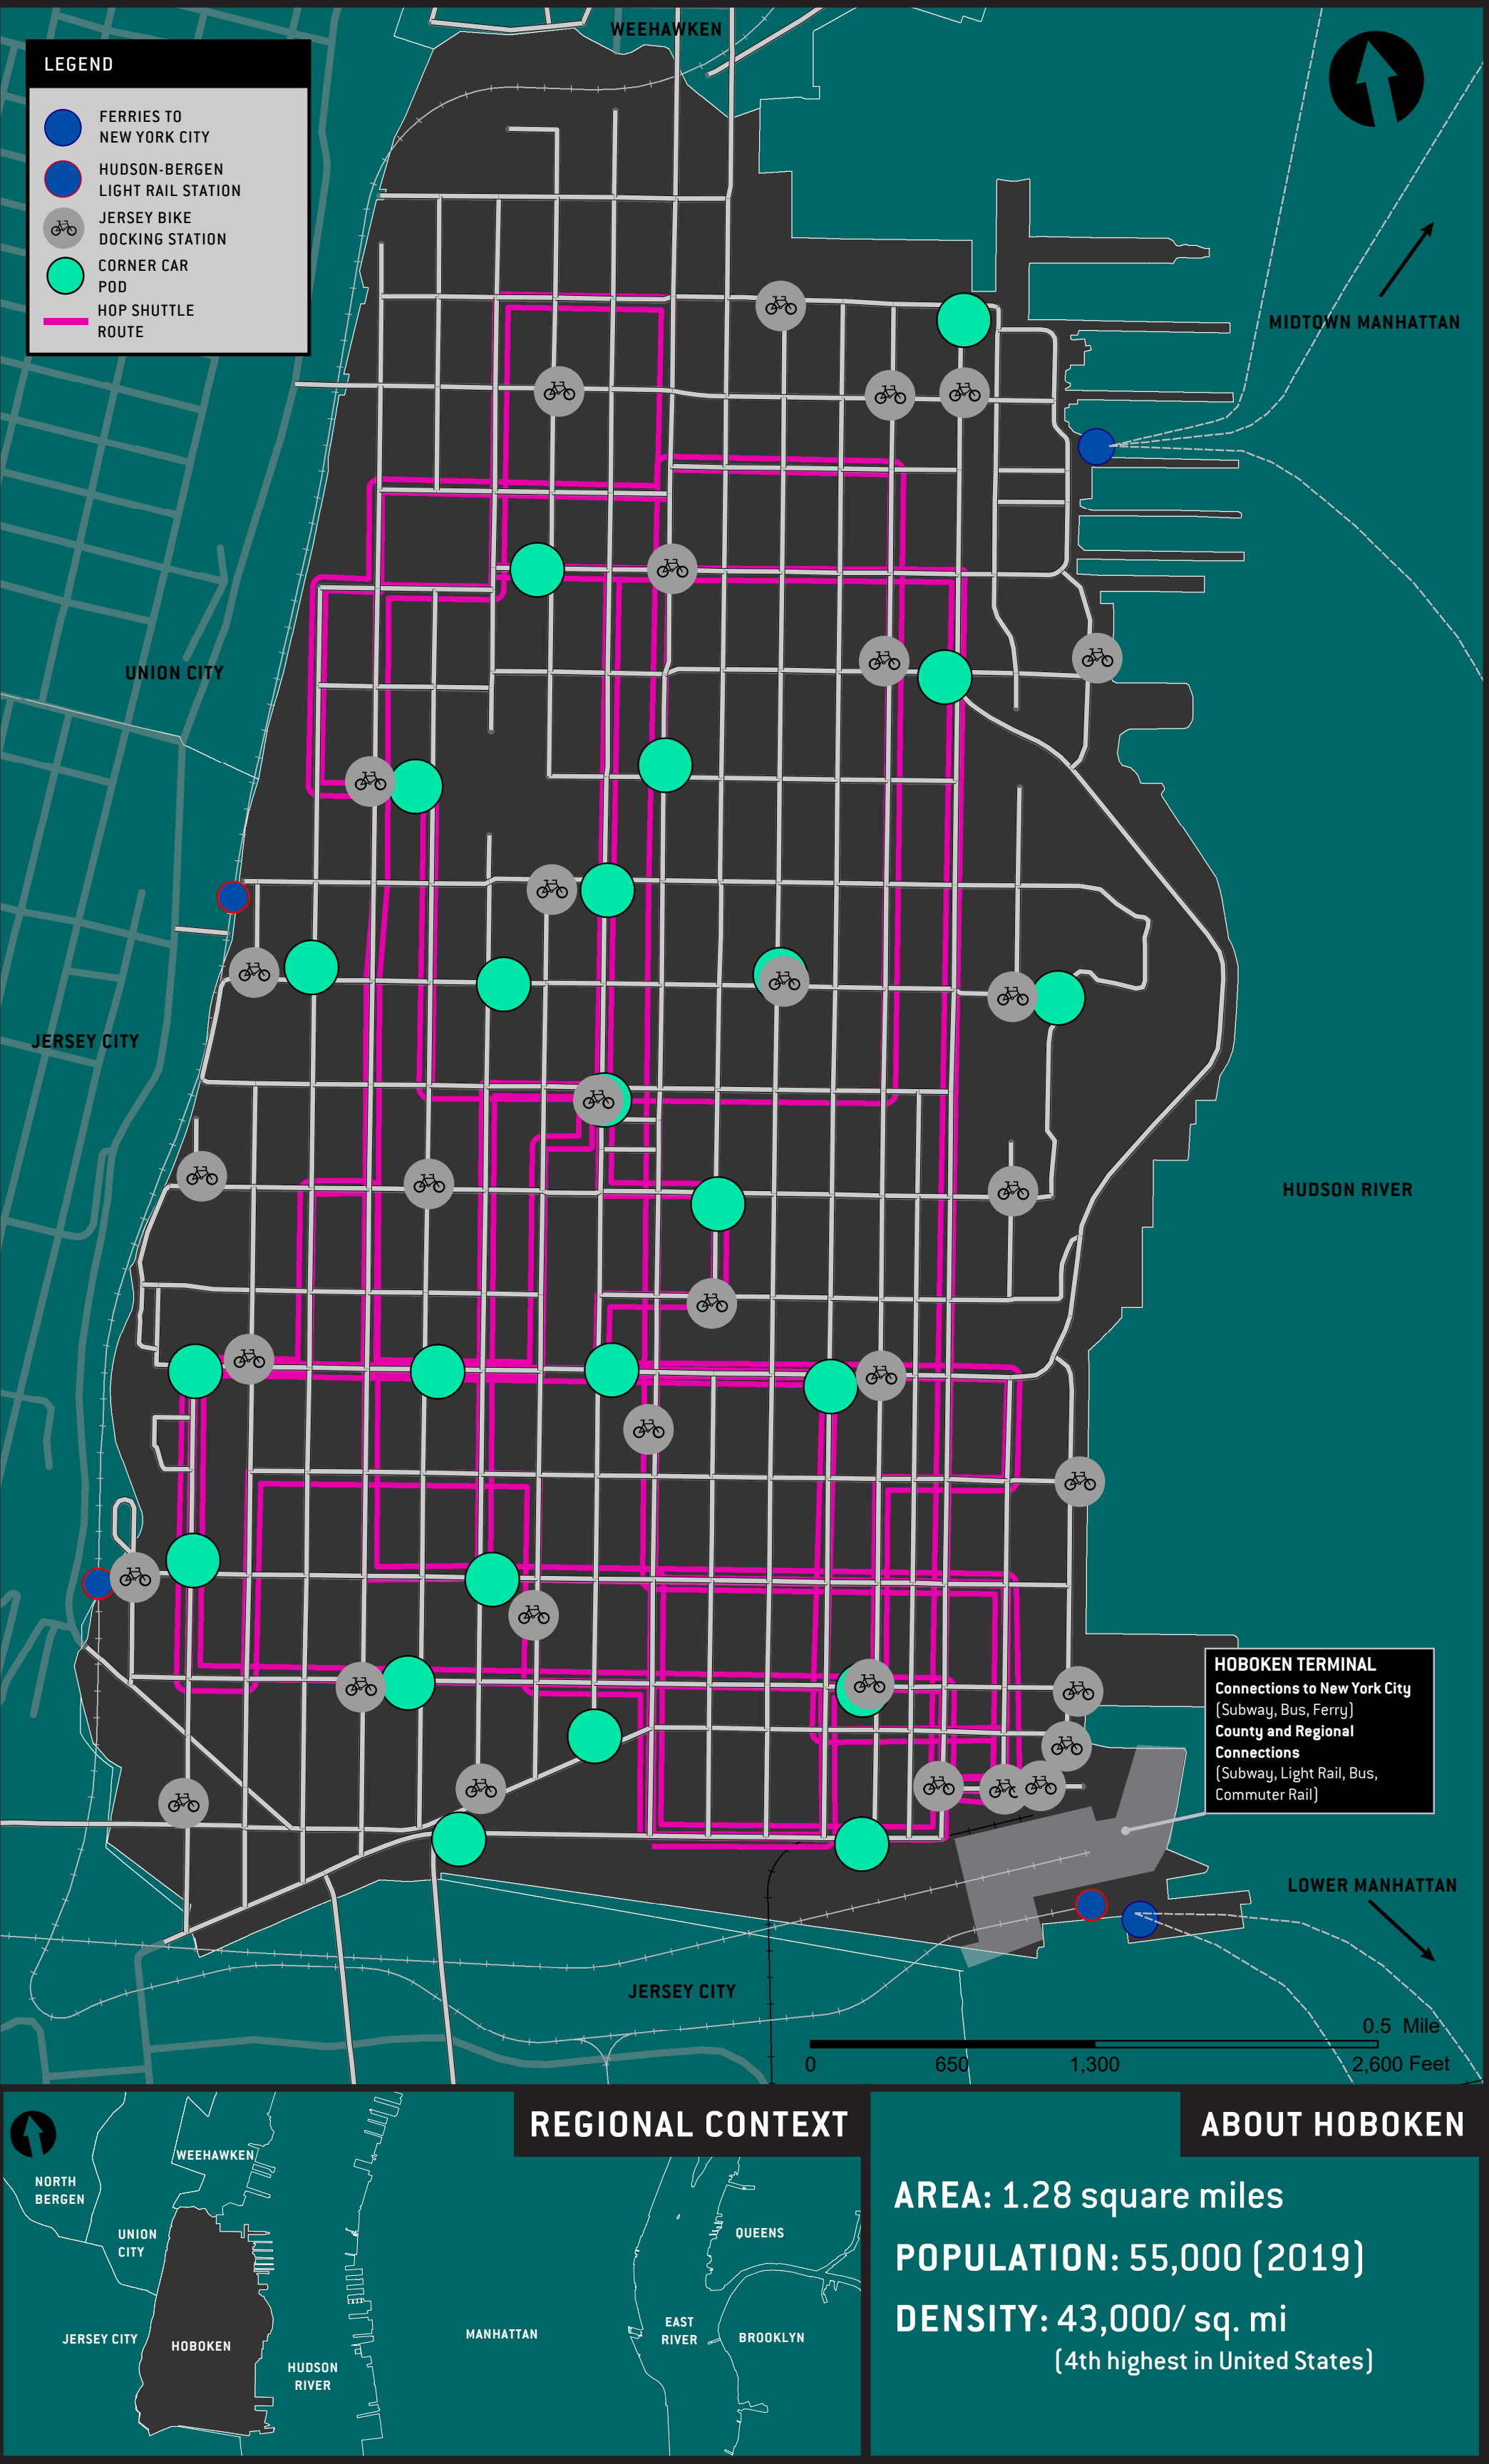 WEEHAWKEN
LEGEND
FERRIES TO
NEW YORK CITY
HUDSON-BERGEN
LIGHT RAIL STATION
JERSEY BIKE
DOCKING STATION
CORNER CAR
POD
HOP SHUTTLE
ROUTE
MIDTOWN MANHATTAN
UNION CITY
JERSEY CITY
HUDSON RIVER
HOBOKEN TERMINAL
Connections to New York City
(Subway, Bus, Ferry)
County and Regional
Connections
(Subway, Light Rail, Bus,
Commuter Rail)
LOWER MANHATTAN
JERSEY CITY
0.5 Mile
0 650 1,300 2,600 Feet
REGIONAL CONTEXT
WEEHAWKEN
NORTH
BERGEN
UNION
CITY
QUEENS
JERSEY CITY
HOBOKEN
HUDSON
RIVER
MANHATTAN
EAST
RIVER
BROOKLYN
ABOUT HOBOKEN
AREA: 1.28 square miles
POPULATION: 55,000 (2019)
DENSITY: 43,000/ sq. mi
(4th highest in United States)